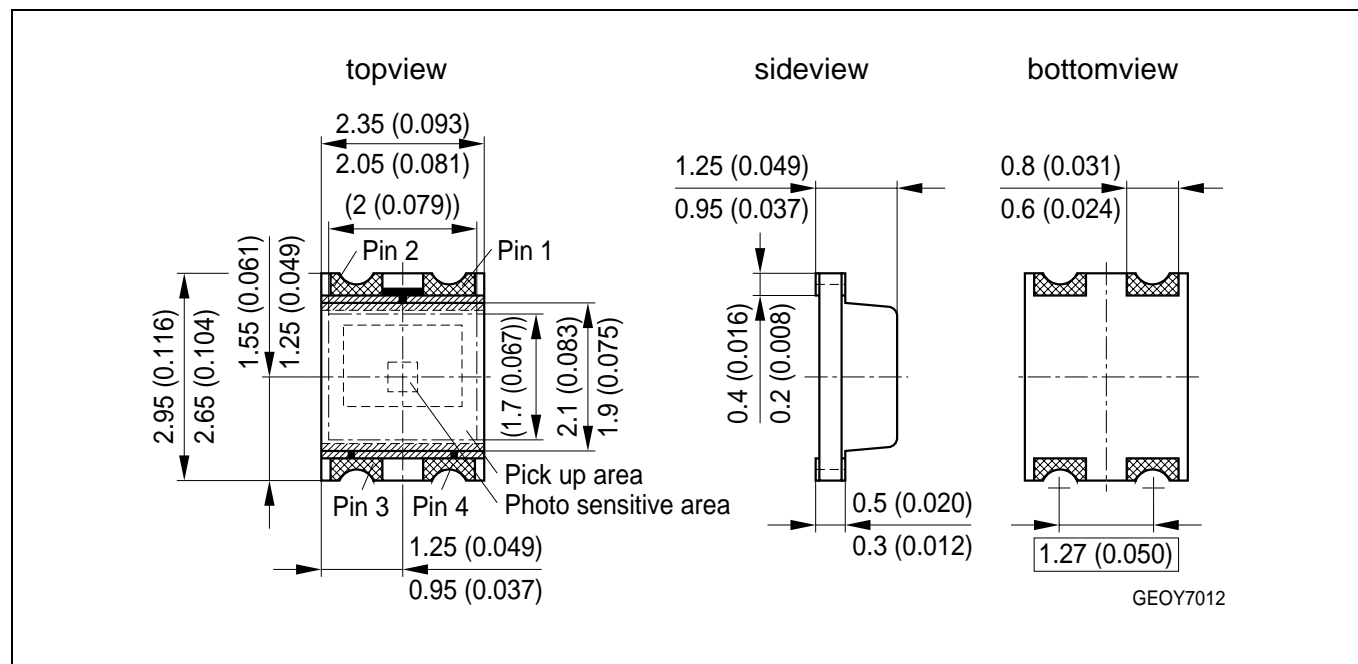 topview
sideview
bottomview
2.35 (0.093)
2.05 (0.081)
(2 (0.079))
Pin 2
Pin 1
2.95 (0.116)
2.65 (0.104)
1.55 (0.061)
1.25 (0.049)
(1.7 (0.067))
2.1 (0.083)
1.9 (0.075)
Pick up area
Photo sensitive area
Pin 3
Pin 4
1.25 (0.049)
0.95 (0.037)
1.25 (0.049)
0.95 (0.037)
0.4 (0.016)
0.2 (0.008)
0.5 (0.020)
0.3 (0.012)
0.8 (0.031)
0.6 (0.024)
1.27 (0.050)
GEOY7012